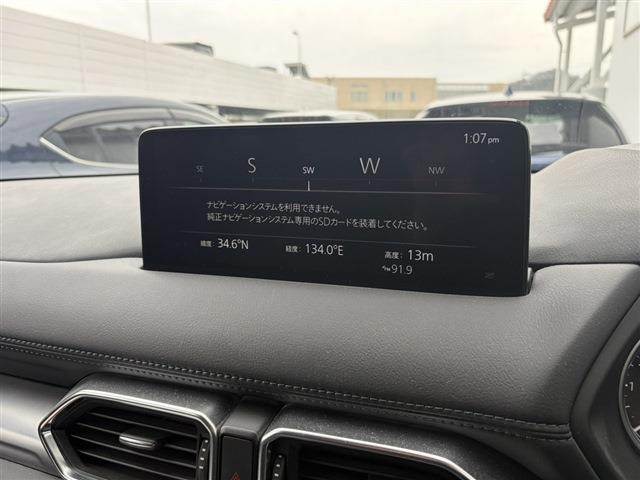 1:07 pm
SE S SW W NW
ナビゲーションシステムを利用できません。
純正ナビゲーションシステム専用のSDカードを装着してください。
緯度: 34.6°N 経度: 134.0°E 高度: 13m
91.9